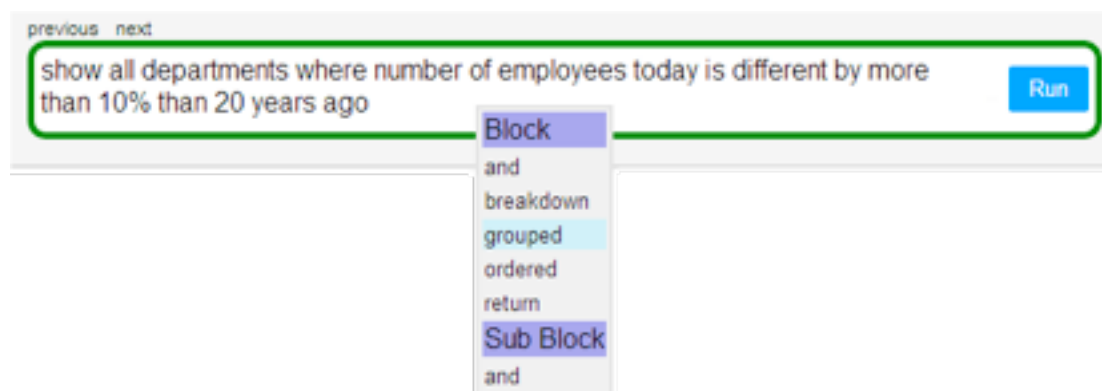 previous next
show all departments where number of employees today is different by more
than 10% than 20 years ago
Run
Block
and
breakdown
grouped
ordered
return
Sub Block
and